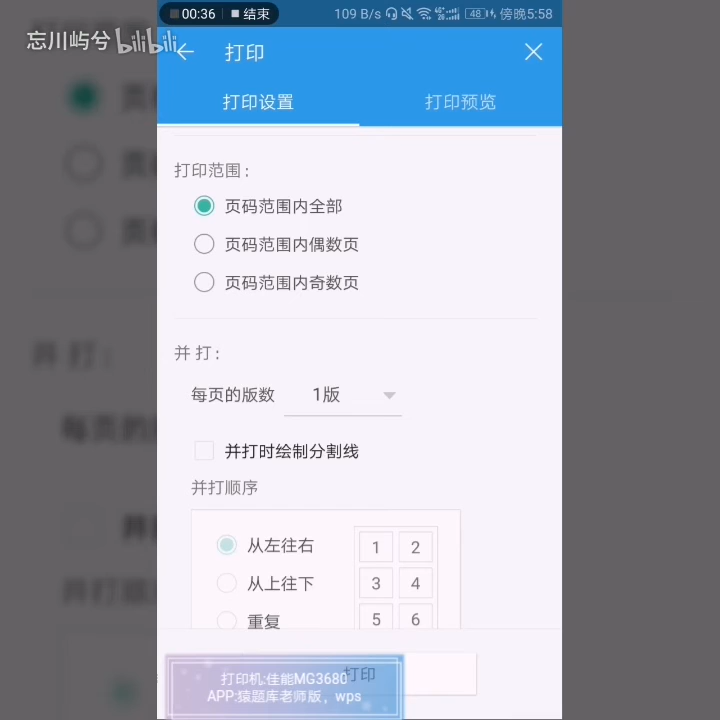 忘川屿兮 bilibili
00:36 结束 109 B/s 48 傍晚5:58
打印
打印设置 打印预览
打印范围:
页码范围内全部
页码范围内偶数页
页码范围内奇数页
并 打:
每页的版数 1版
并打时绘制分割线
并打顺序
从左往右 1 2
从上往下 3 4
重复 5 6
打印
打印机:佳能MG3680
APP:猿题库老师版，wps